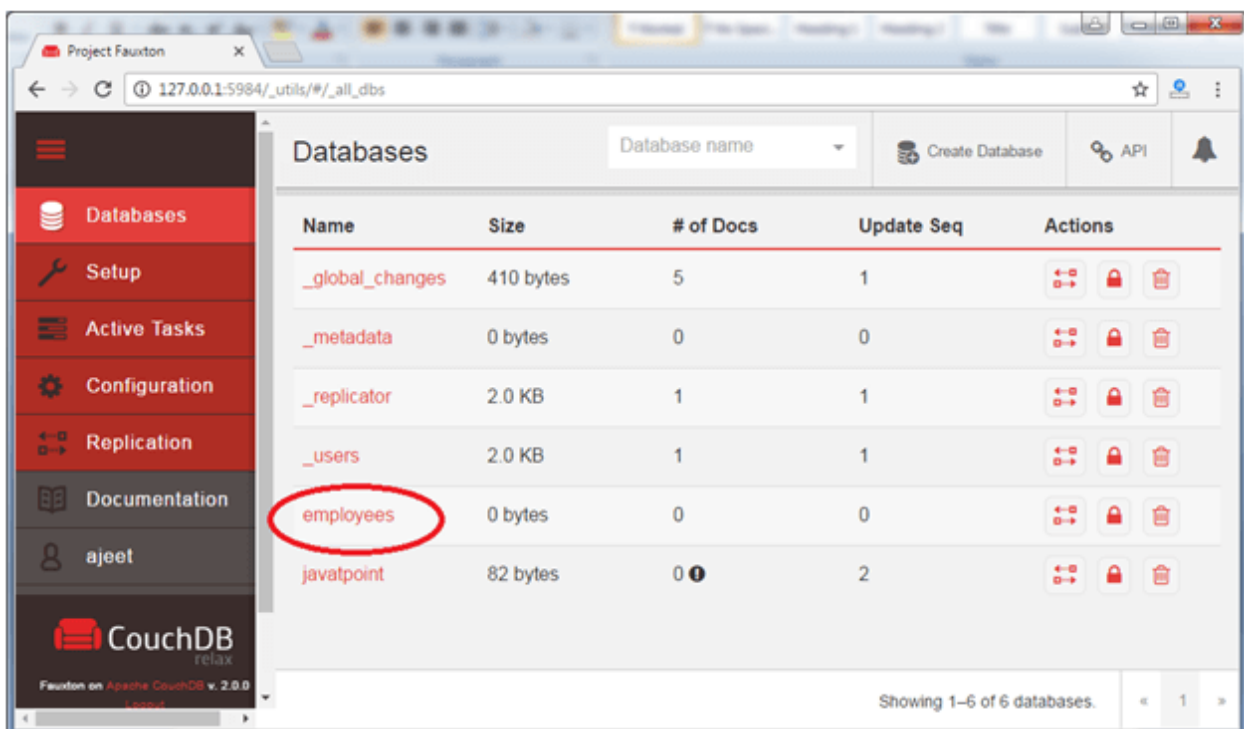 Project Fauxton
127.0.0.1:5984/_utils/#/_all_dbs
Databases
Database name
Create Database
API
Databases
Setup
Active Tasks
Configuration
Replication
Documentation
ajeet
CouchDB
relax
Fauxton on Apache CouchDB v. 2.0.0
Logout
Name Size # of Docs Update Seq Actions
_global_changes 410 bytes 5 1
_metadata 0 bytes 0 0
_replicator 2.0 KB 1 1
_users 2.0 KB 1 1
employees 0 bytes 0 0
javatpoint 82 bytes 0 2
Showing 1–6 of 6 databases.
« 1 »